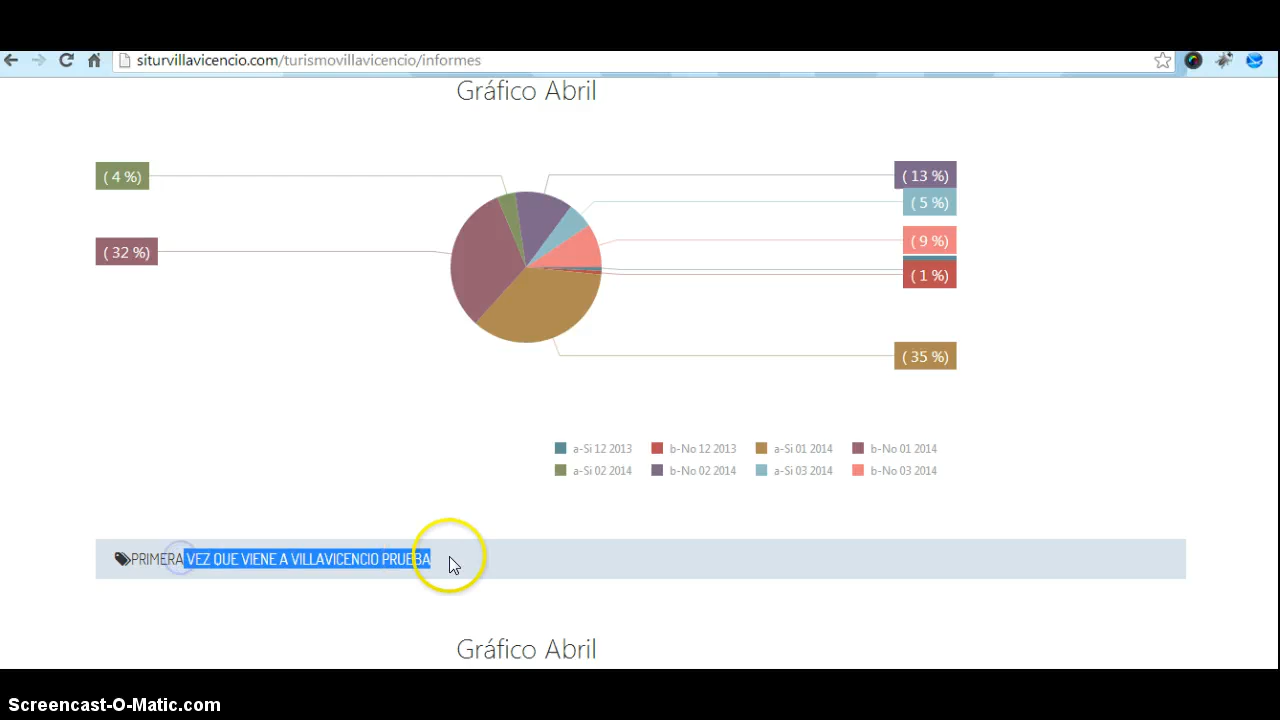 siturvillavicencio.com/turismovillavicencio/informes
Gráfico Abril
( 4 %)
( 13 %)
( 5 %)
( 32 %)
( 9 %)
( 1 %)
( 35 %)
a-Si 12 2013 b-No 12 2013 a-Si 01 2014 b-No 01 2014
a-Si 02 2014 b-No 02 2014 a-Si 03 2014 b-No 03 2014
PRIMERA VEZ QUE VIENE A VILLAVICENCIO PRUEBA
Gráfico Abril
Screencast-O-Matic.com